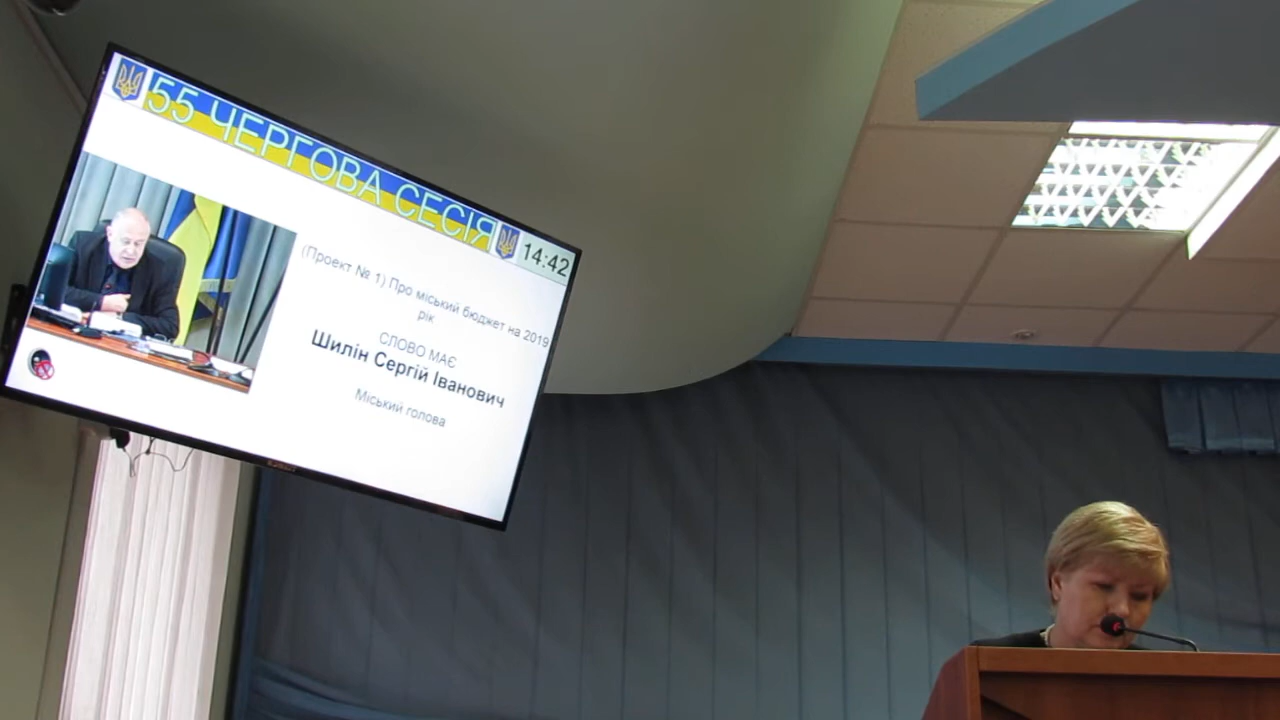 55 ЧЕРГОВА СЕСІЯ
14:42
(Проект № 1) Про міський бюджет на 2019
рік
СЛОВО МАЄ
Шилін Сергій Іванович
Міський голова